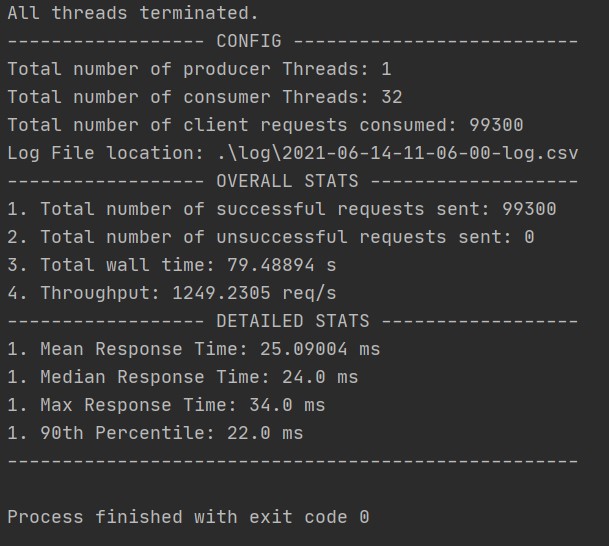 All threads terminated.
------------------ CONFIG --------------------------
Total number of producer Threads: 1
Total number of consumer Threads: 32
Total number of client requests consumed: 99300
Log File location: .\log\2021-06-14-11-06-00-log.csv
------------------ OVERALL STATS -------------------
1. Total number of successful requests sent: 99300
2. Total number of unsuccessful requests sent: 0
3. Total wall time: 79.48894 s
4. Throughput: 1249.2305 req/s
------------------ DETAILED STATS ------------------
1. Mean Response Time: 25.09004 ms
1. Median Response Time: 24.0 ms
1. Max Response Time: 34.0 ms
1. 90th Percentile: 22.0 ms
----------------------------------------------------
Process finished with exit code 0